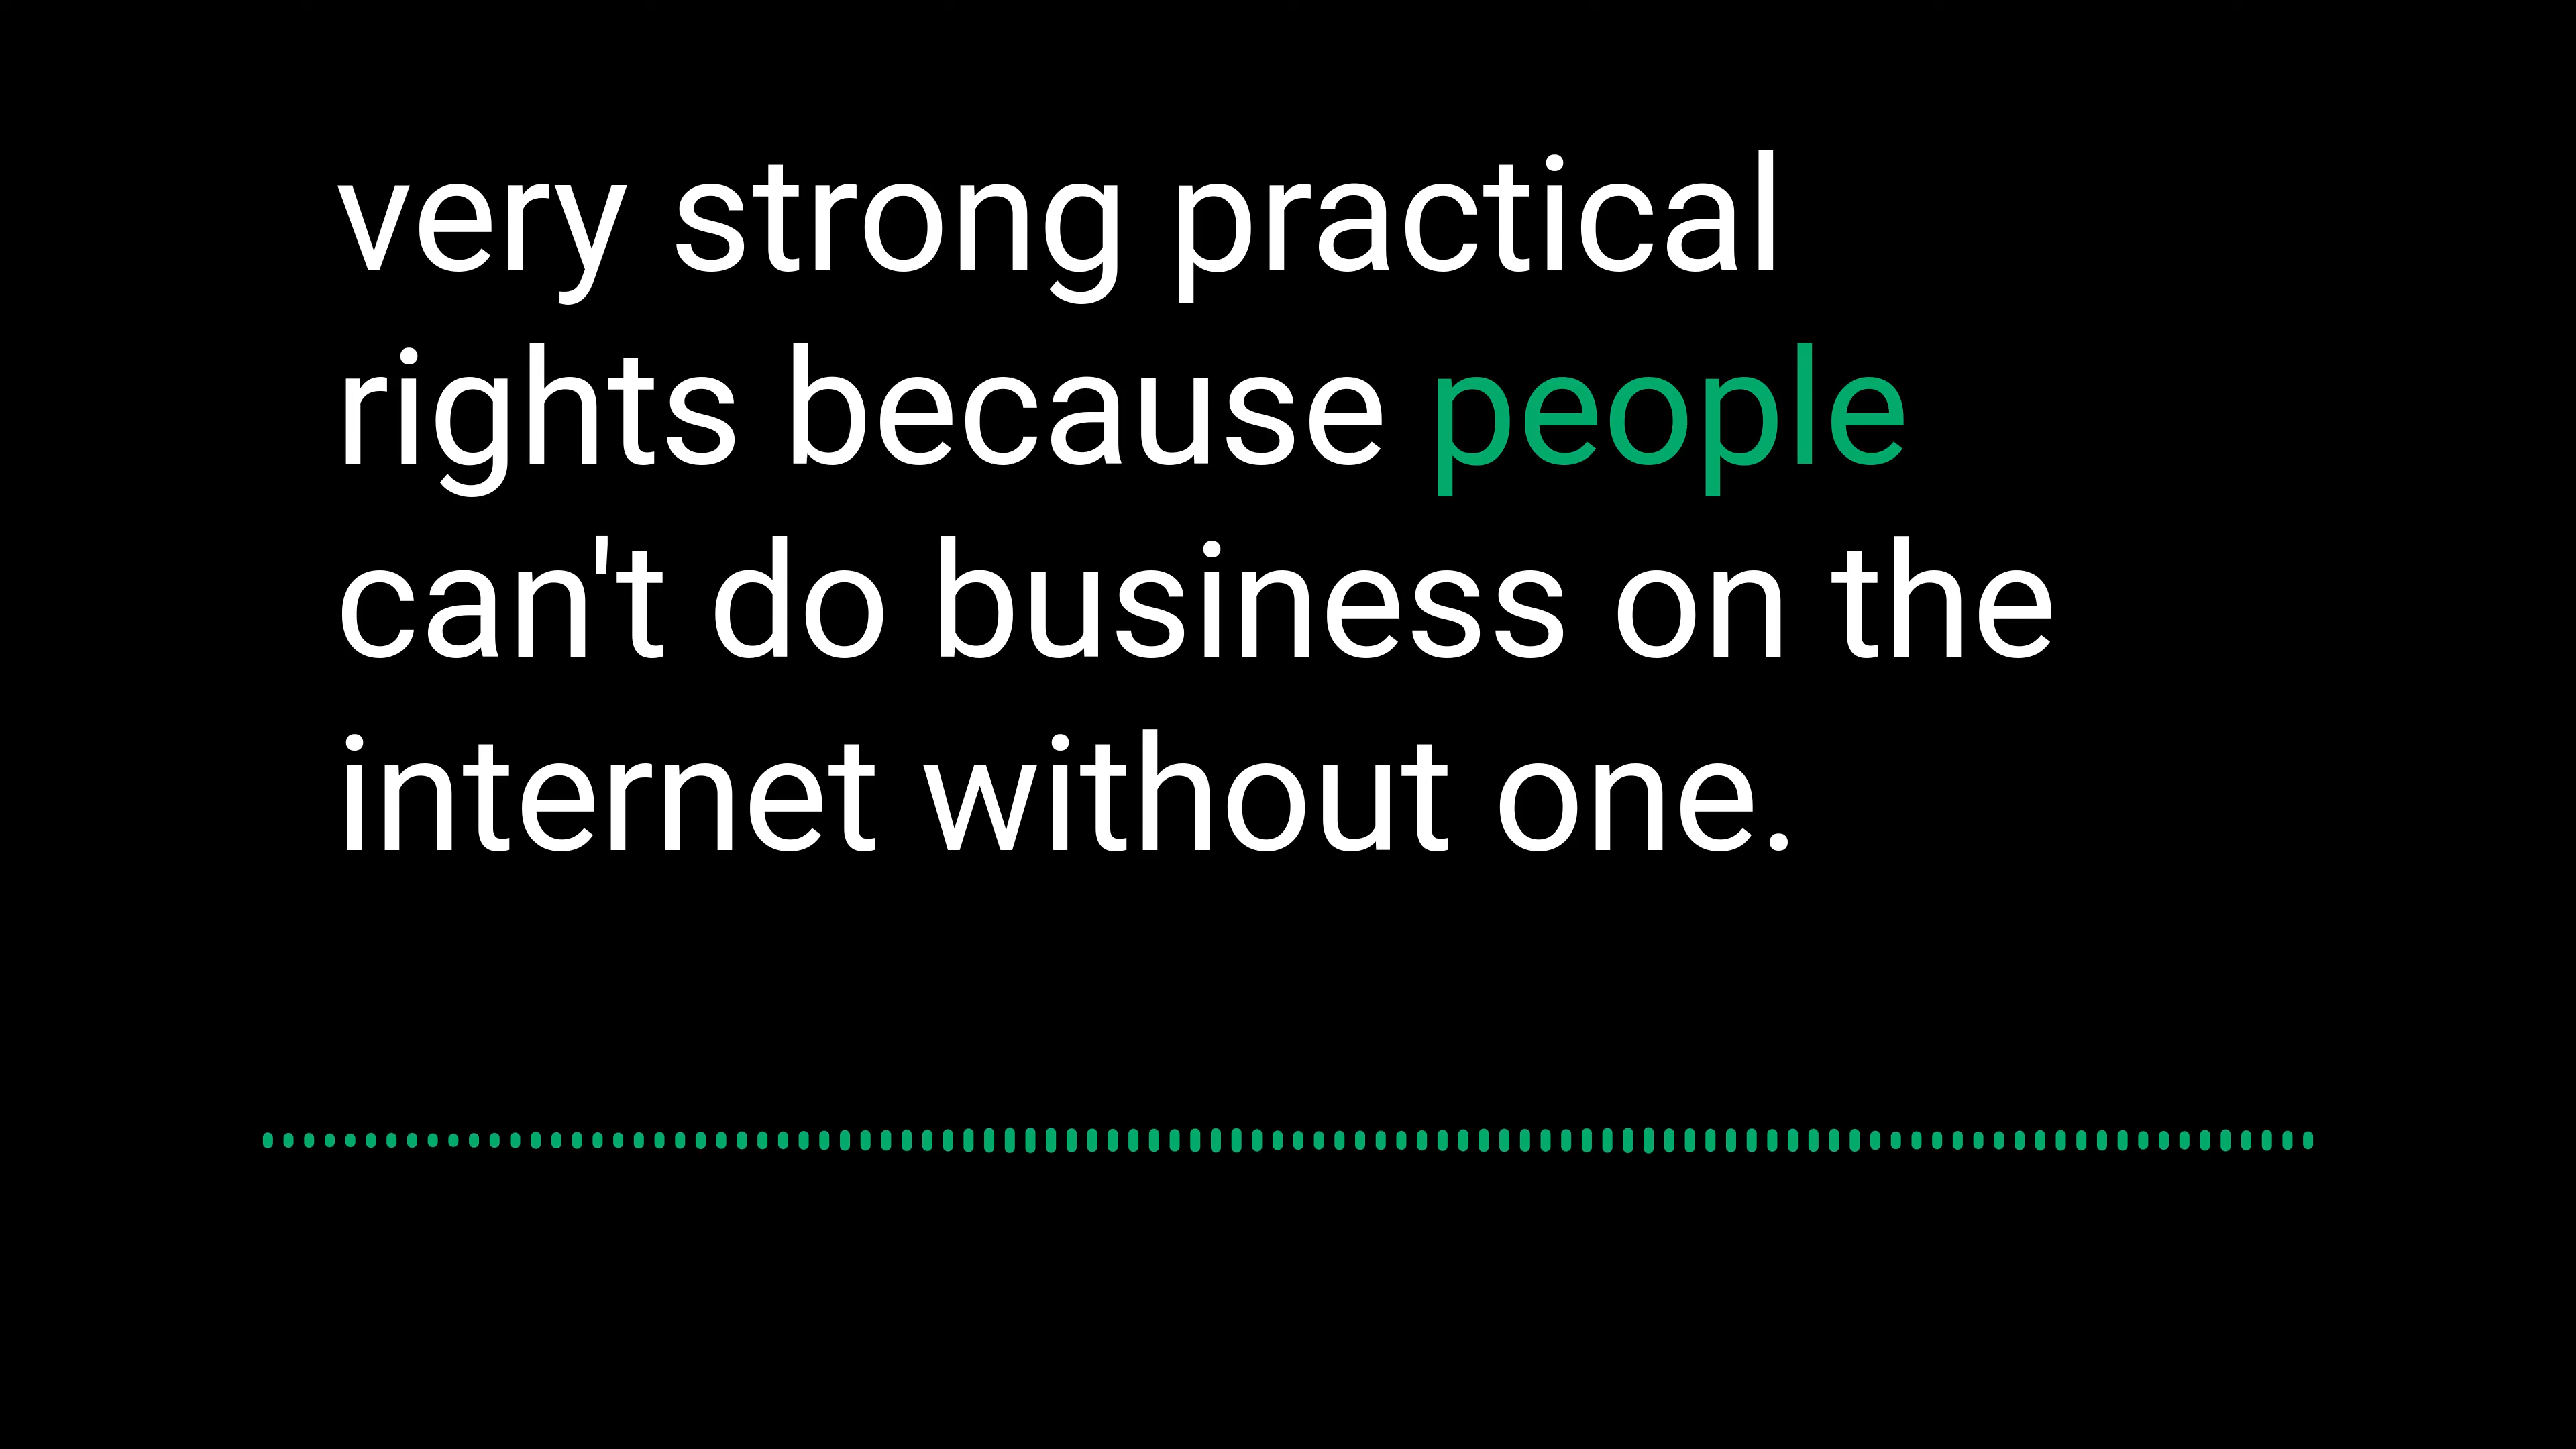 very strong practical
rights because people
can't do business on the
internet without one.